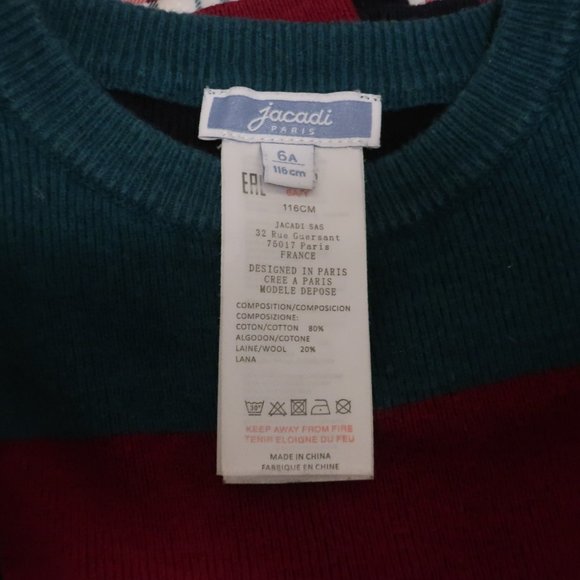 jacadi
PARIS
6A
116cm
EAC
116CM
JACADI SAS
32 Rue Guersant
75017 Paris
FRANCE
DESIGNED IN PARIS
CREE A PARIS
MODELE DEPOSE
COMPOSITION/COMPOSICION
COMPOSIZIONE:
COTON/COTTON 80%
ALGODON/COTONE
LAINE/WOOL 20%
LANA
30°
KEEP AWAY FROM FIRE
TENIR ELOIGNE DU FEU
MADE IN CHINA
FABRIQUE EN CHINE